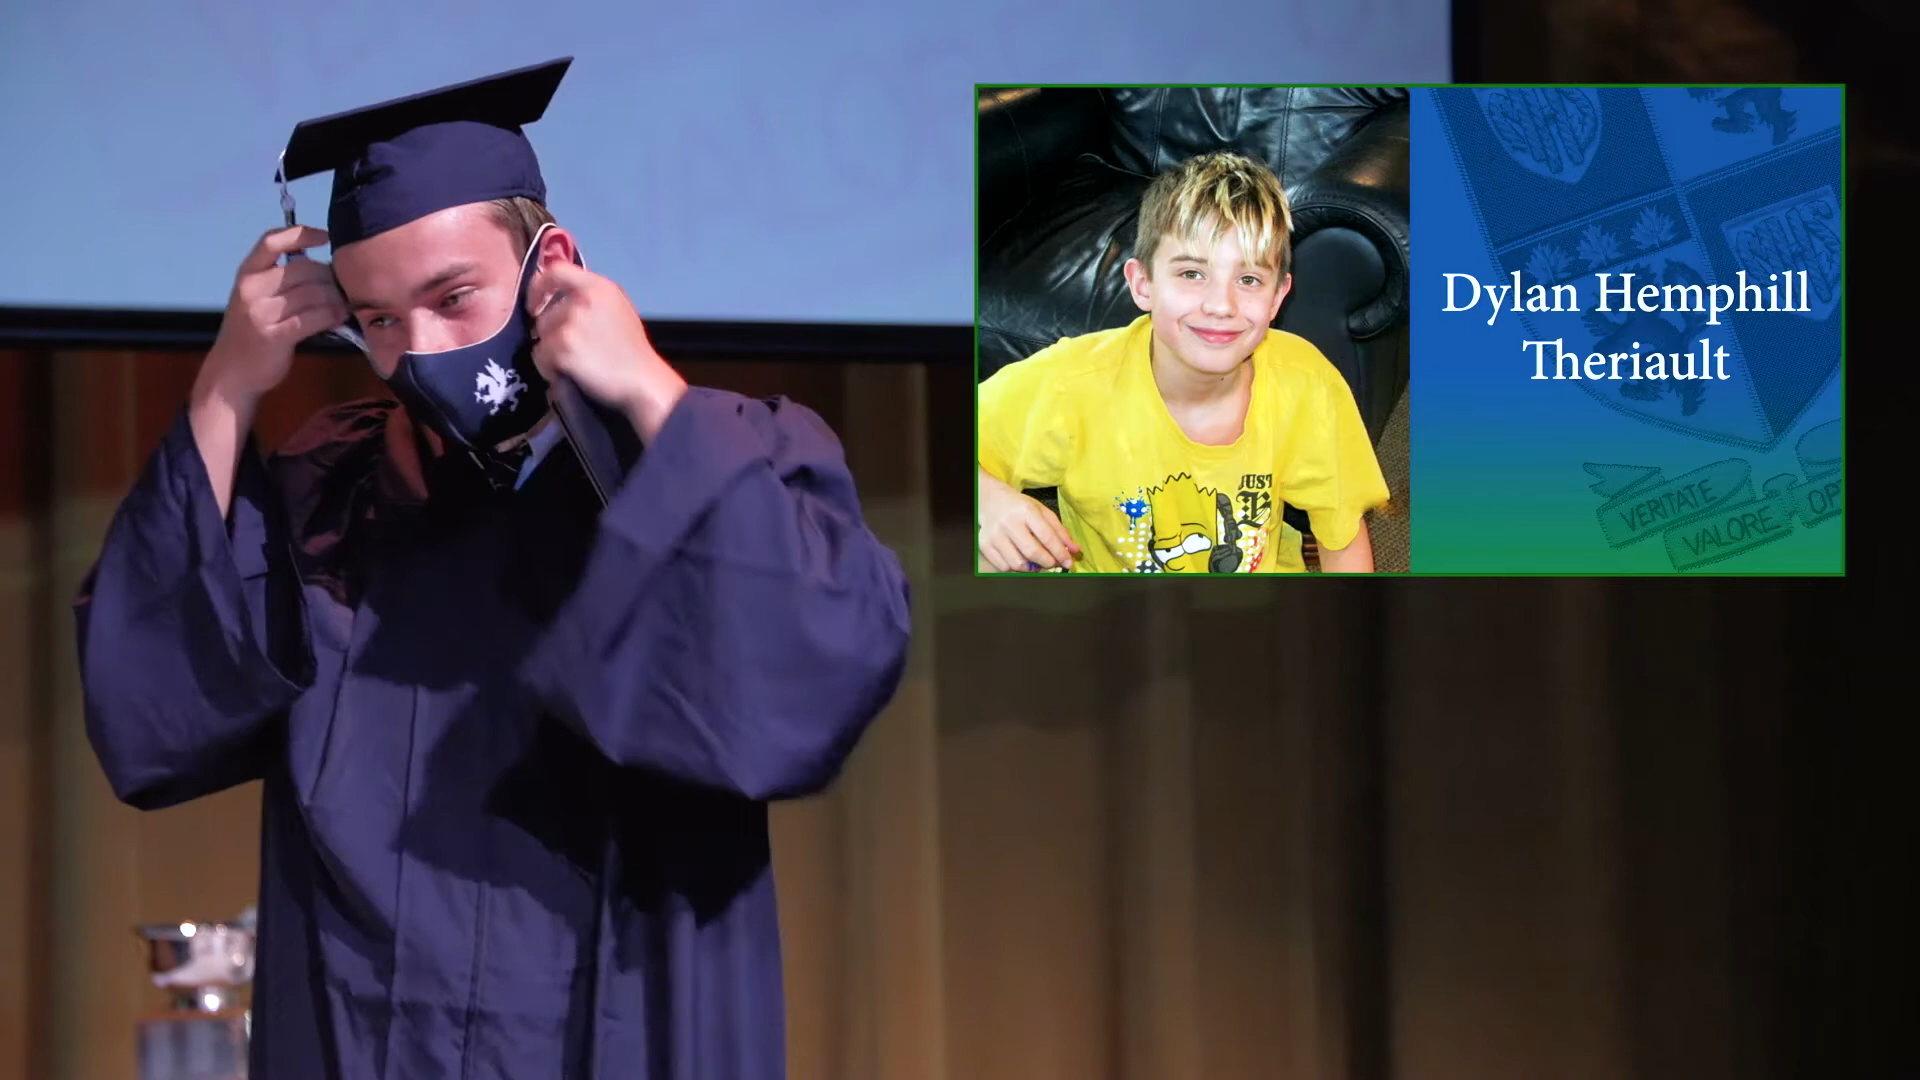 Dylan Hemphill
Theriault
JUST
VERITATE
VALORE